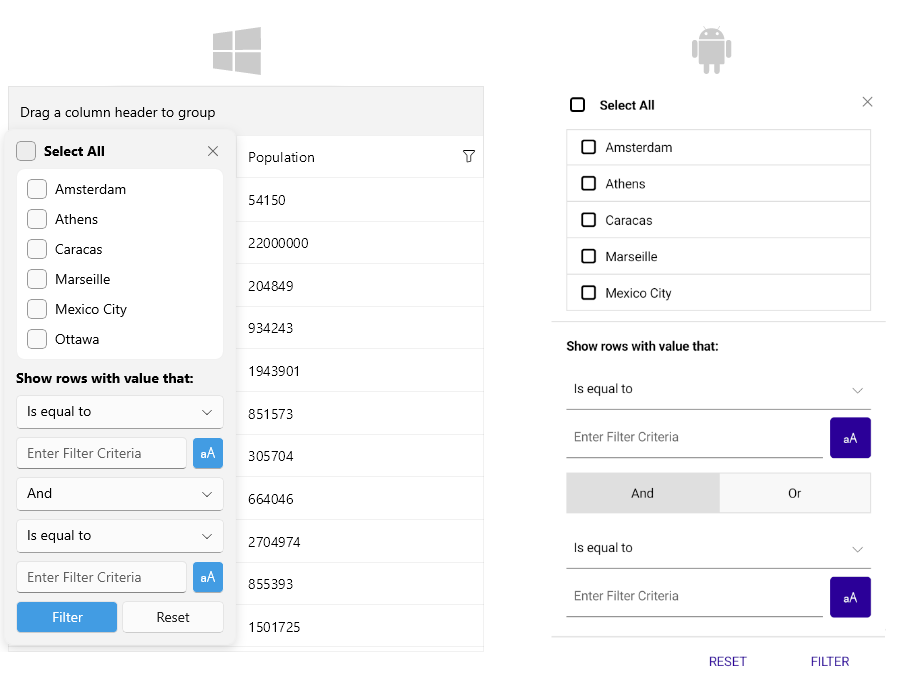 Drag a column header to group
Select All
Amsterdam
Athens
Caracas
Marseille
Mexico City
Ottawa
Show rows with value that:
Is equal to
Enter Filter Criteria
aA
And
Is equal to
Enter Filter Criteria
aA
Filter
Reset
Population
54150
22000000
204849
934243
1943901
851573
305704
664046
2704974
855393
1501725
Select All
Amsterdam
Athens
Caracas
Marseille
Mexico City
Show rows with value that:
Is equal to
Enter Filter Criteria
aA
And
Or
Is equal to
Enter Filter Criteria
aA
RESET
FILTER